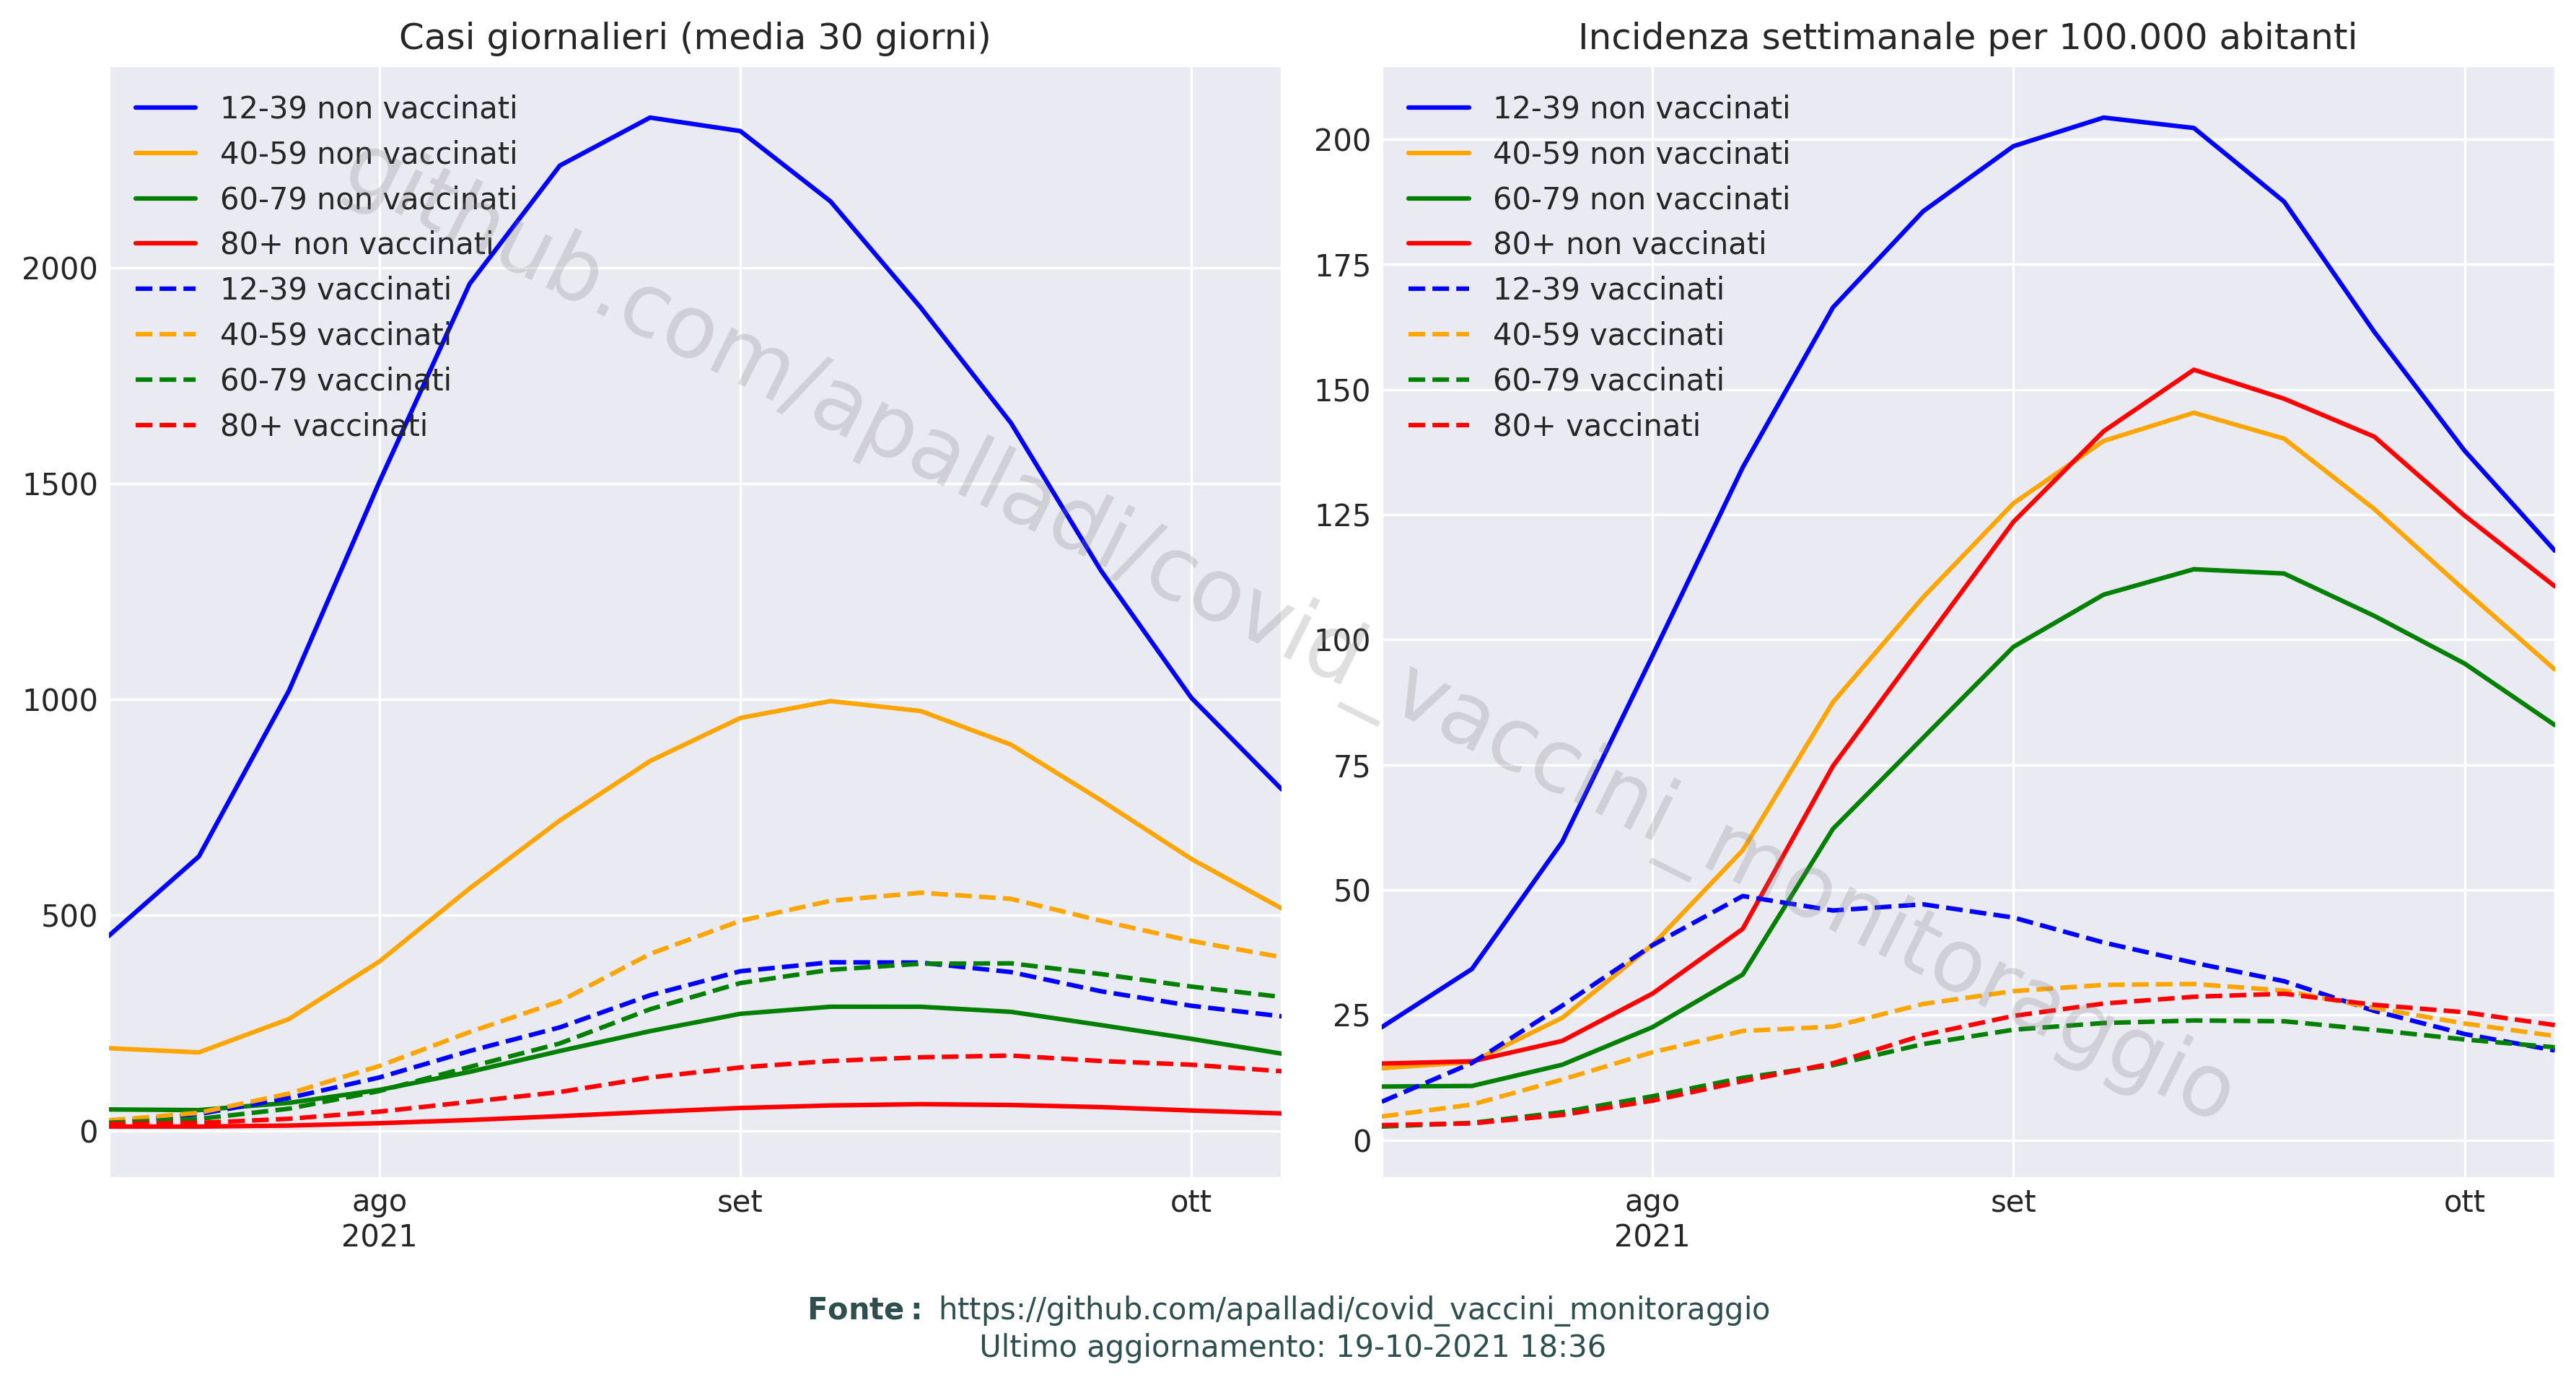 Casi giornalieri (media 30 giorni)
12-39 non vaccinati
40-59 non vaccinati
60-79 non vaccinati
80+ non vaccinati
12-39 vaccinati
40-59 vaccinati
60-79 vaccinati
80+ vaccinati
2000
1500
1000
500
0
ago
2021
set
ott
Incidenza settimanale per 100.000 abitanti
12-39 non vaccinati
40-59 non vaccinati
60-79 non vaccinati
80+ non vaccinati
12-39 vaccinati
40-59 vaccinati
60-79 vaccinati
80+ vaccinati
200
175
150
125
100
75
50
25
0
ago
2021
set
ott
github.com/apalladi/covid_vaccini_monitoraggio
Fonte: https://github.com/apalladi/covid_vaccini_monitoraggio
Ultimo aggiornamento: 19-10-2021 18:36